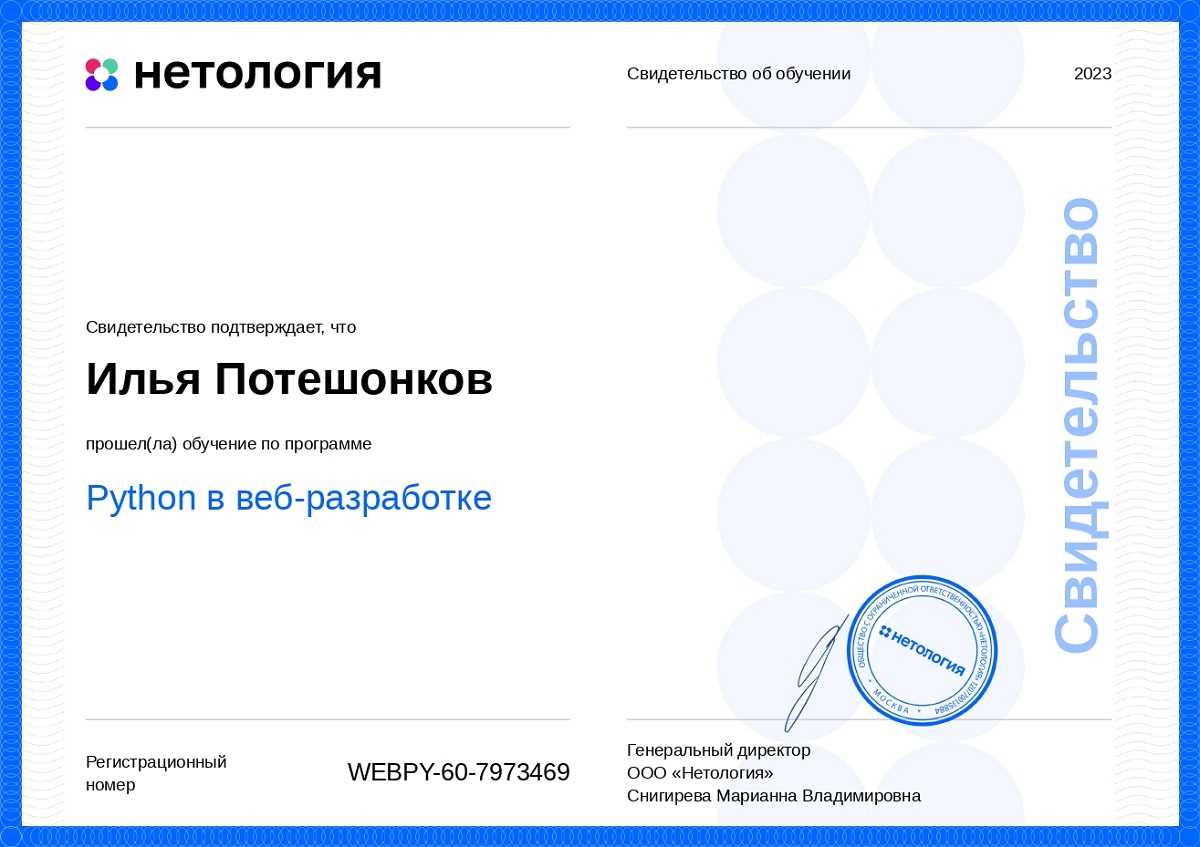 нетология
Свидетельство об обучении
2023
Свидетельство подтверждает, что
Илья Потешонков
прошел(ла) обучение по программе
Python в веб-разработке
Свидетельство
ОБЩЕСТВО С ОГРАНИЧЕННОЙ ОТВЕТСТВЕННОСТЬЮ «НЕТОЛОГИЯ» 1207700135884
* МОСКВА *
нетология
Регистрационный
номер
WEBPY-60-7973469
Генеральный директор
ООО «Нетология»
Снигирева Марианна Владимировна